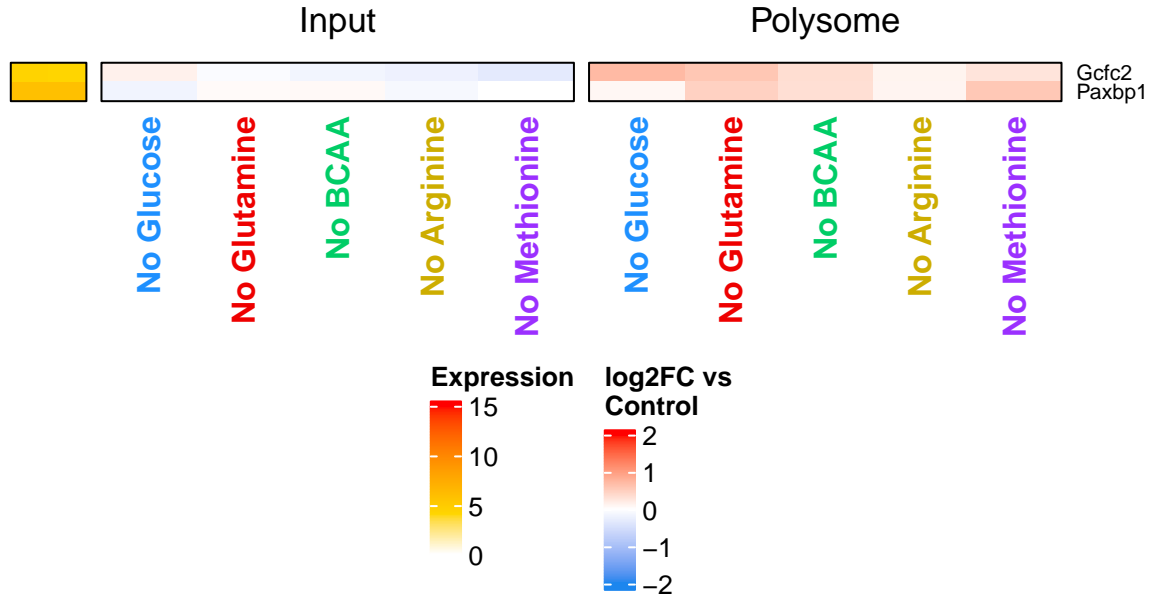 Input
Polysome
Gcfc2
Paxbp1
No Glucose
No Glutamine
No BCAA
No Arginine
No Methionine
No Glucose
No Glutamine
No BCAA
No Arginine
No Methionine
Expression
15
10
5
0
log2FC vs
Control
2
1
0
−1
−2